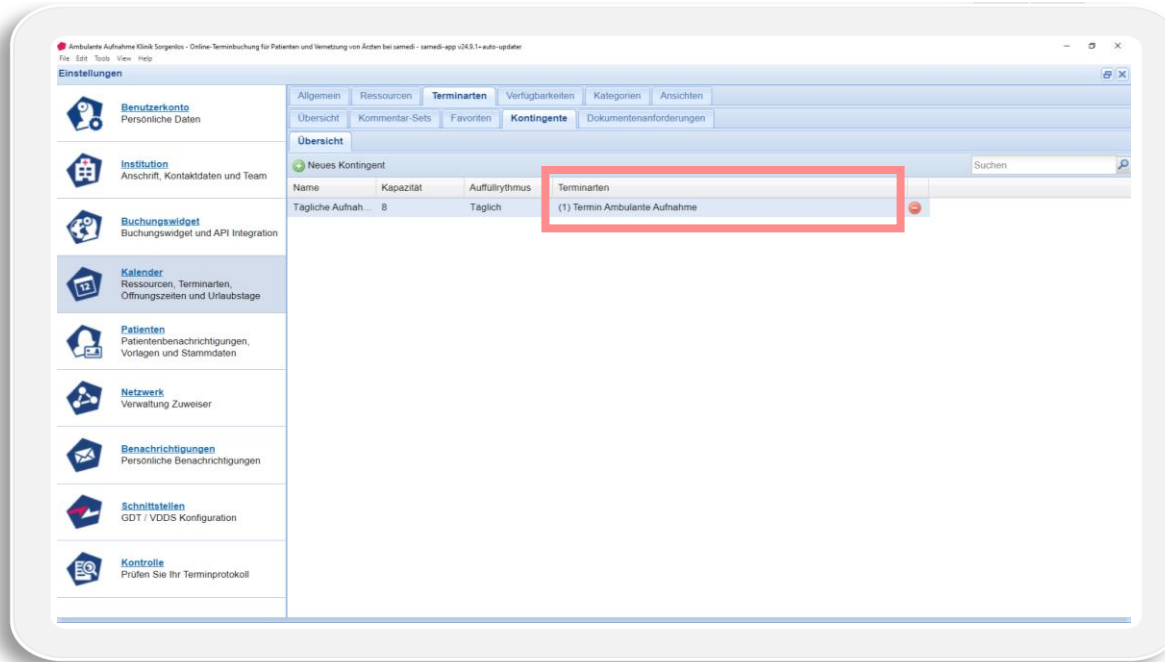 Ambulante Aufnahme Klinik Sorgenlos - Online-Terminbuchung für Patienten und Vernetzung von Ärzten bei samedi - samedi-app v24.9.1+auto-updater
File Edit Tools View Help
Einstellungen
Benutzerkonto
Persönliche Daten
Institution
Anschrift, Kontaktdaten und Team
Buchungswidget
Buchungswidget und API Integration
Kalender
Ressourcen, Terminarten,
Öffnungszeiten und Urlaubstage
Patienten
Patientenbenachrichtigungen,
Vorlagen und Stammdaten
Netzwerk
Verwaltung Zuweiser
Benachrichtigungen
Persönliche Benachrichtigungen
Schnittstellen
GDT / VDDS Konfiguration
Kontrolle
Prüfen Sie Ihr Terminprotokoll
Allgemein Ressourcen Terminarten Verfügbarkeiten Kategorien Ansichten
Übersicht Kommentar-Sets Favoriten Kontingente Dokumentenanforderungen
Übersicht
Neues Kontingent Suchen
Name Kapazität Auffüllrythmus Terminarten
Tägliche Aufnah... 8 Täglich (1) Termin Ambulante Aufnahme